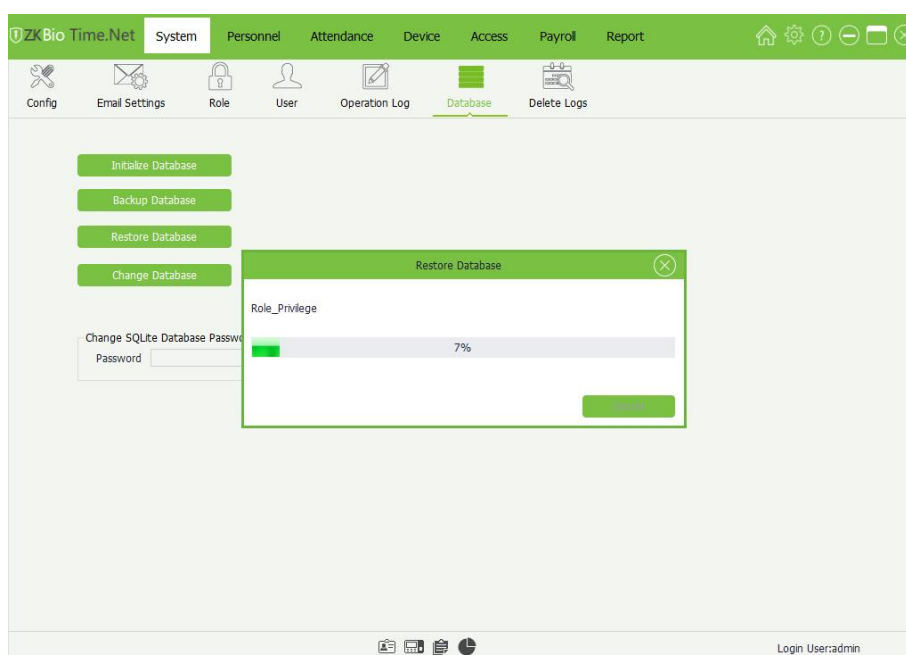 ZKBio Time.Net System Personnel Attendance Device Access Payroll Report
Config Email Settings Role User Operation Log Database Delete Logs
Initialize Database
Backup Database
Restore Database
Change Database
Restore Database
Role_Privilege
7%
Change SQLite Database Passwo
Password
Login User:admin